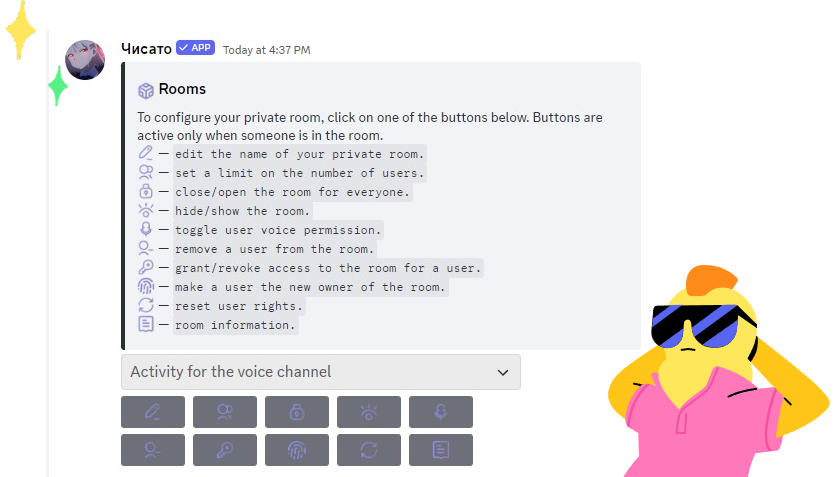 Чисато APP Today at 4:37 PM
Rooms
To configure your private room, click on one of the buttons below. Buttons are
active only when someone is in the room.
— edit the name of your private room.
— set a limit on the number of users.
— close/open the room for everyone.
— hide/show the room.
— toggle user voice permission.
— remove a user from the room.
— grant/revoke access to the room for a user.
— make a user the new owner of the room.
— reset user rights.
— room information.
Activity for the voice channel